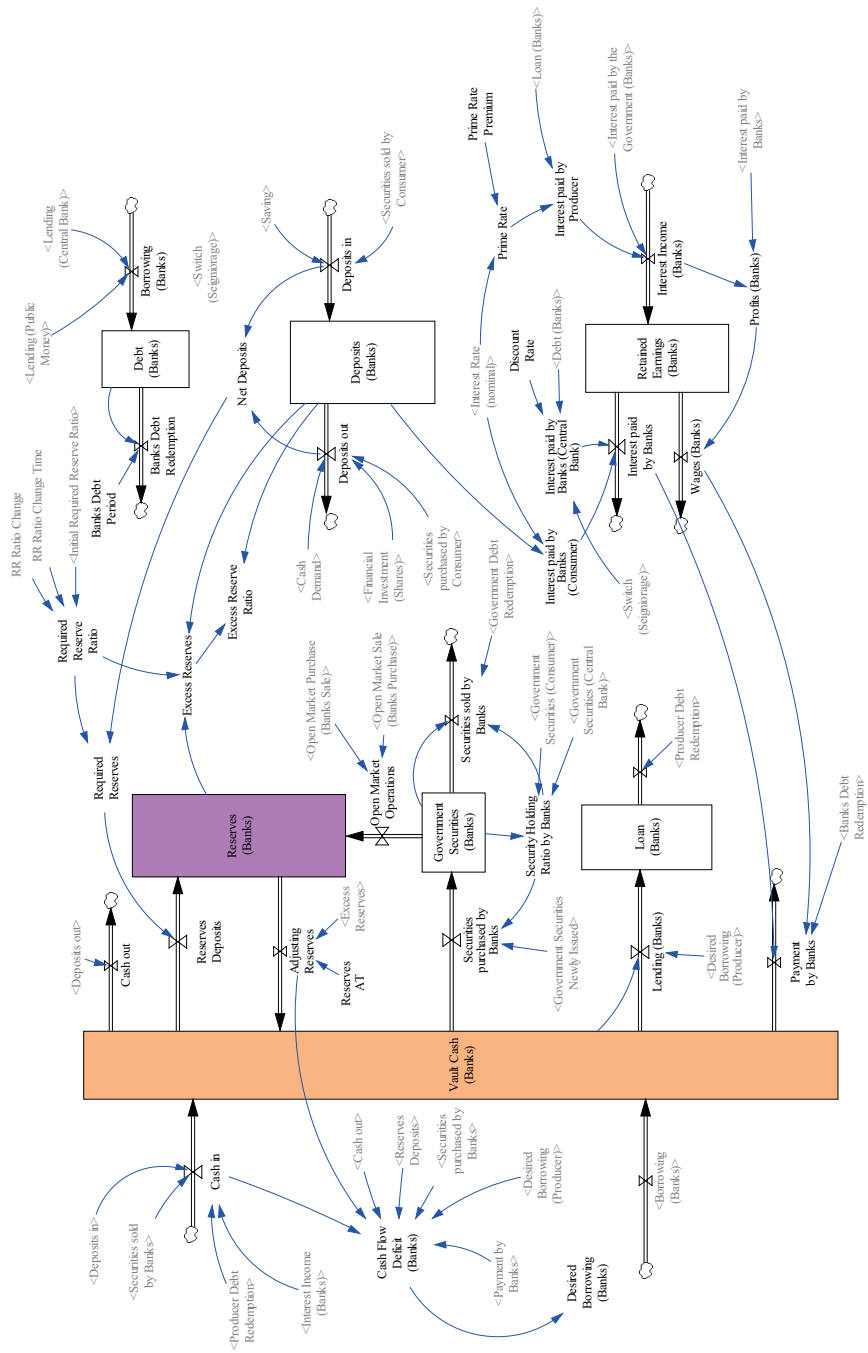 <Deposits in>
<Securities sold
by Banks>
Cash in
<Producer Debt
Redemption>
<Interest Income
(Banks)>
Cash Flow
Deficit
(Banks)
<Cash out>
<Reserves
Deposits>
<Securities
purchased by
Banks>
<Desired
Borrowing
(Producer)>
<Payment by
Banks>
Desired
Borrowing
(Banks)
<Borrowing
(Banks)>
Vault Cash
(Banks)
<Deposits out>
Cash out
Reserves
Deposits
Adjusting
Reserves
<Excess
Reserves>
Reserves
AT
Securities
purchased by
Banks
<Government Securities
Newly Issued>
Lending (Banks)
<Desired
Borrowing
(Producer)>
Payment
by Banks
<Banks Debt
Redemption>
Required
Reserves
Reserves
(Banks)
Open Market
Operations
<Open Market Purchase
(Banks Sale)>
<Open Market Sale
(Banks Purchase)>
Government
Securities
(Banks)
Security Holding
Ratio by Banks
Securities sold by
Banks
<Government Debt
Redemption>
<Government
Securities (Consumer)>
<Government
Securities (Central
Bank)>
Loan
(Banks)
<Producer Debt
Redemption>
RR Ratio Change
RR Ratio Change Time
<Initial Required Reserve Ratio>
Required
Reserve
Ratio
Excess Reserves
Excess Reserve
Ratio
Banks Debt
Period
Banks Debt
Redemption
Debt
(Banks)
Borrowing
(Banks)
<Lending (Public
Money)>
<Lending
(Central Bank)>
<Switch
(Seigniorage)>
Net Deposits
<Saving>
Deposits in
<Securities sold by
Consumer>
Deposits
(Banks)
Deposits out
<Cash
Demand>
<Financial
Investment
(Shares)>
<Securities
purchased by
Consumer>
<Interest Rate
(nominal)>
Prime Rate
Prime Rate
Premium
<Loan (Banks)>
Interest paid by
Producer
<Interest paid by the
Government (Banks)>
Discount
Rate
<Debt (Banks)>
Interest paid by
Banks (Central
Bank)
Interest paid by
Banks
(Consumer)
<Switch
(Seigniorage)>
Interest paid
by Banks
Retained
Earnings
(Banks)
Interest Income
(Banks)
Wages (Banks)
Profits (Banks)
<Interest paid by
Banks>